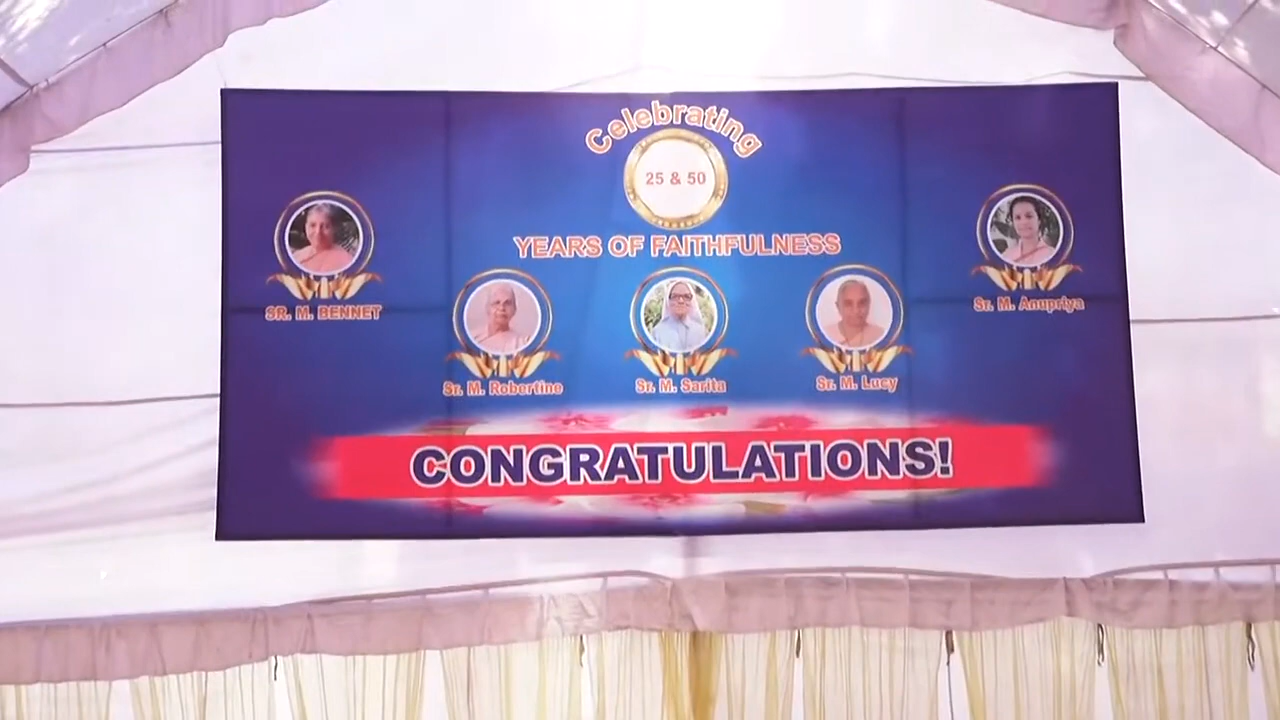 Celebrating
25 & 50
YEARS OF FAITHFULNESS
SR. M. BENNET
Sr. M. Anupriya
Sr. M. Robertine
Sr. M. Sarita
Sr. M. Lucy
CONGRATULATIONS!